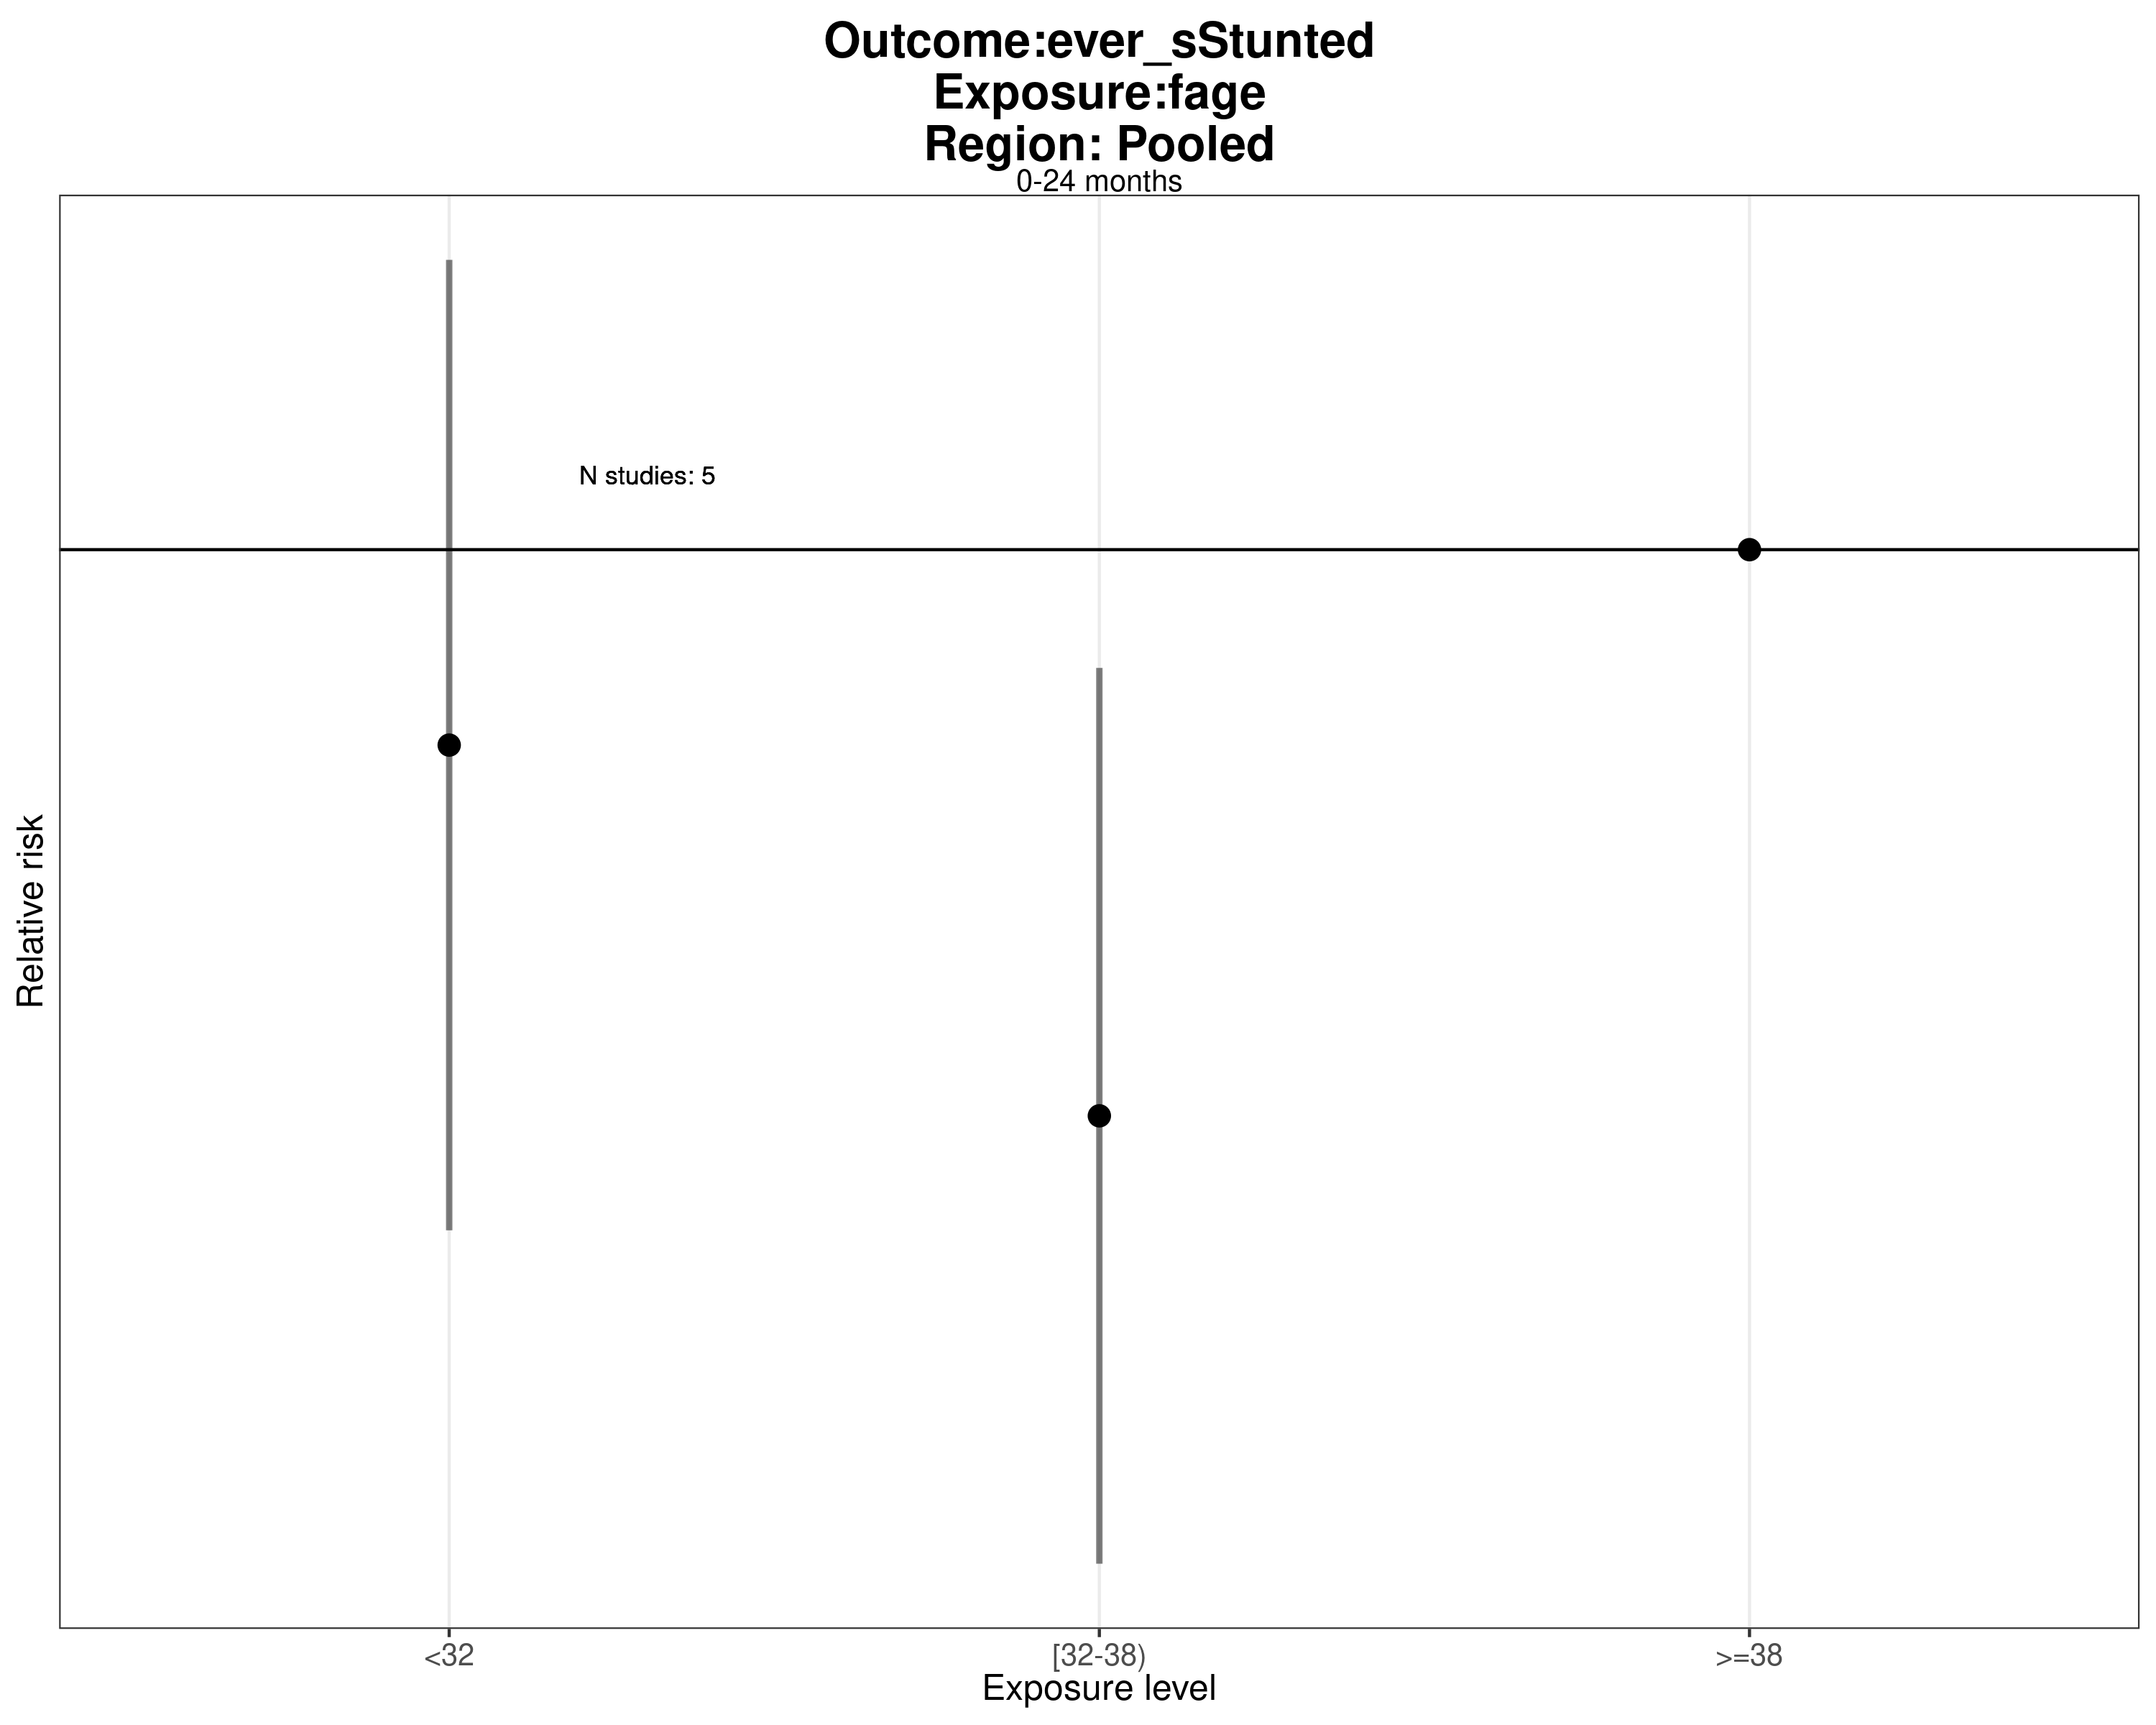 Outcome:ever_sStunted
Exposure:fage
Region: Pooled
0-24 months
N studies: 5
Relative risk
<32
[32-38)
>=38
Exposure level